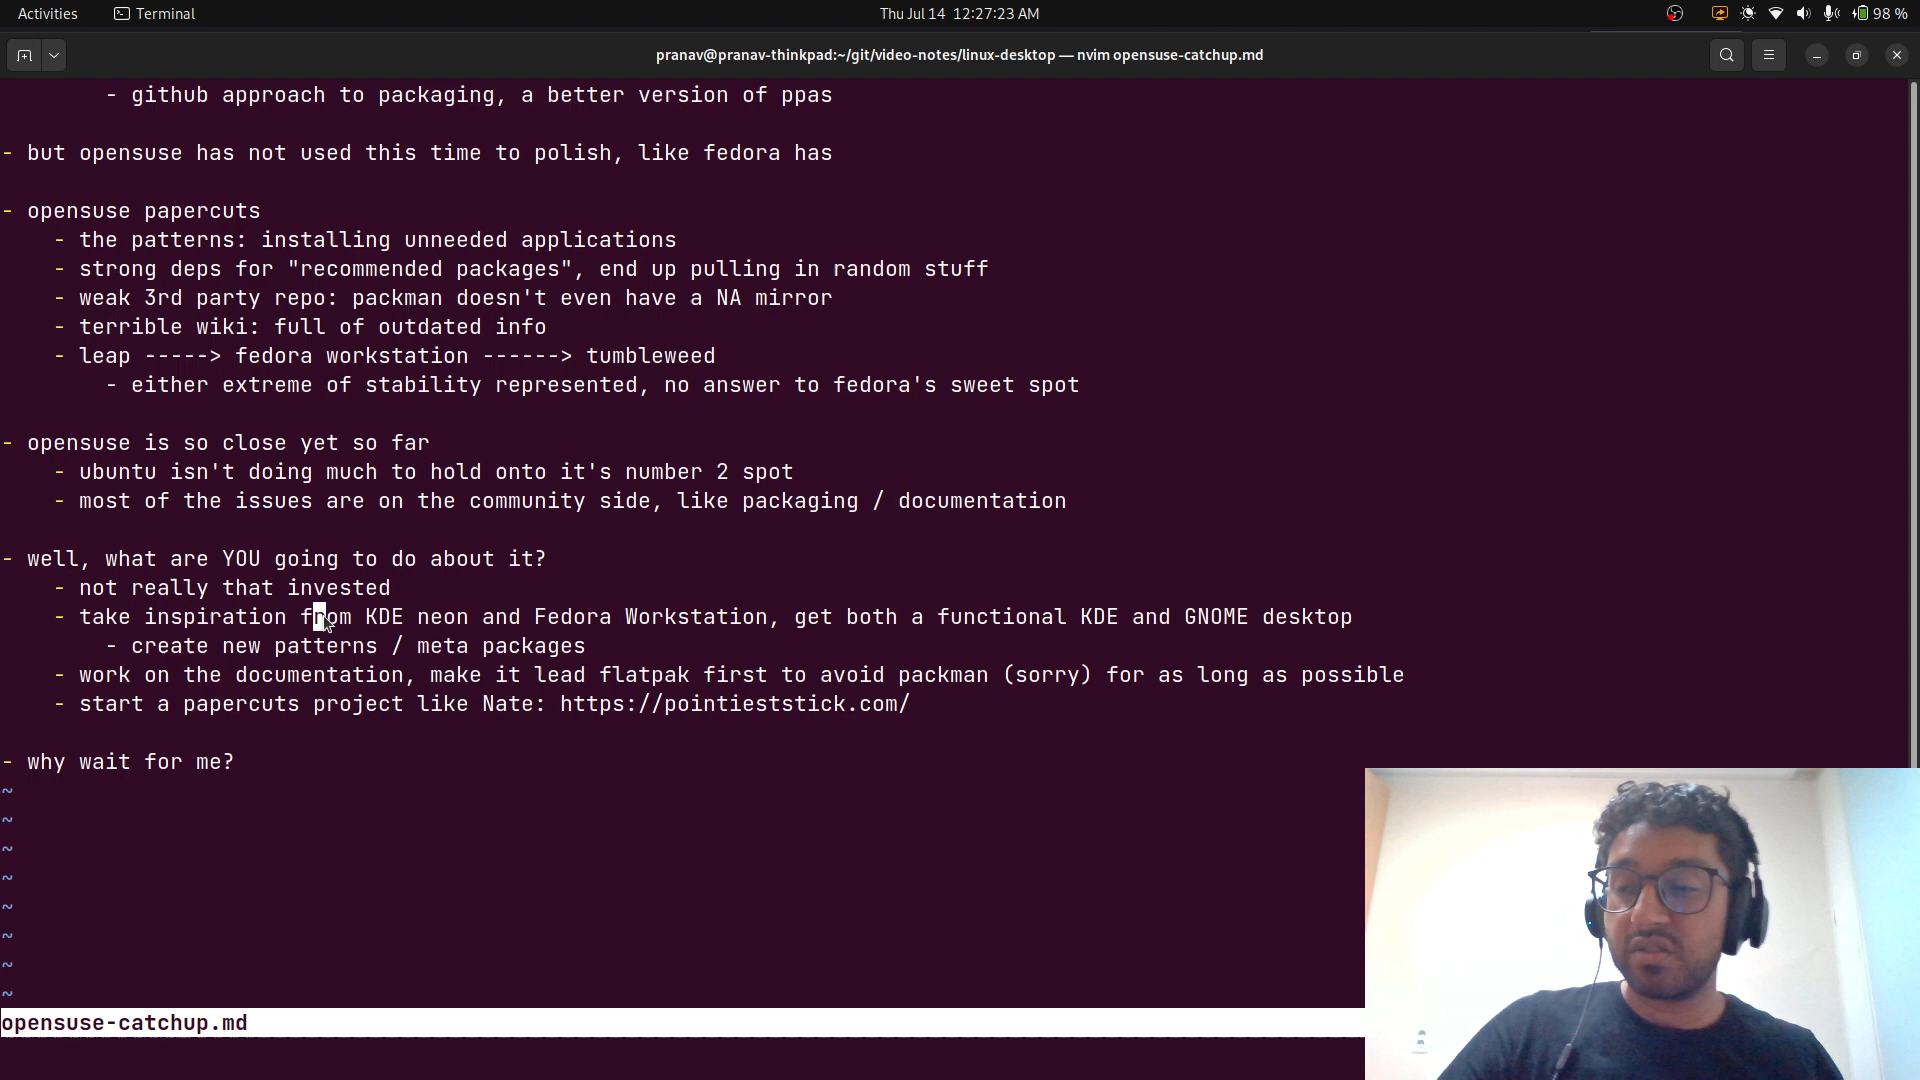 Activities Terminal Thu Jul 14 12:27:23 AM 98 %
pranav@pranav-thinkpad:~/git/video-notes/linux-desktop — nvim opensuse-catchup.md
- github approach to packaging, a better version of ppas
- but opensuse has not used this time to polish, like fedora has
- opensuse papercuts
- the patterns: installing unneeded applications
- strong deps for "recommended packages", end up pulling in random stuff
- weak 3rd party repo: packman doesn't even have a NA mirror
- terrible wiki: full of outdated info
- leap -----> fedora workstation ------> tumbleweed
- either extreme of stability represented, no answer to fedora's sweet spot
- opensuse is so close yet so far
- ubuntu isn't doing much to hold onto it's number 2 spot
- most of the issues are on the community side, like packaging / documentation
- well, what are YOU going to do about it?
- not really that invested
- take inspiration from KDE neon and Fedora Workstation, get both a functional KDE and GNOME desktop
- create new patterns / meta packages
- work on the documentation, make it lead flatpak first to avoid packman (sorry) for as long as possible
- start a papercuts project like Nate: https://pointieststick.com/
- why wait for me?
~
~
~
~
~
~
~
~
opensuse-catchup.md